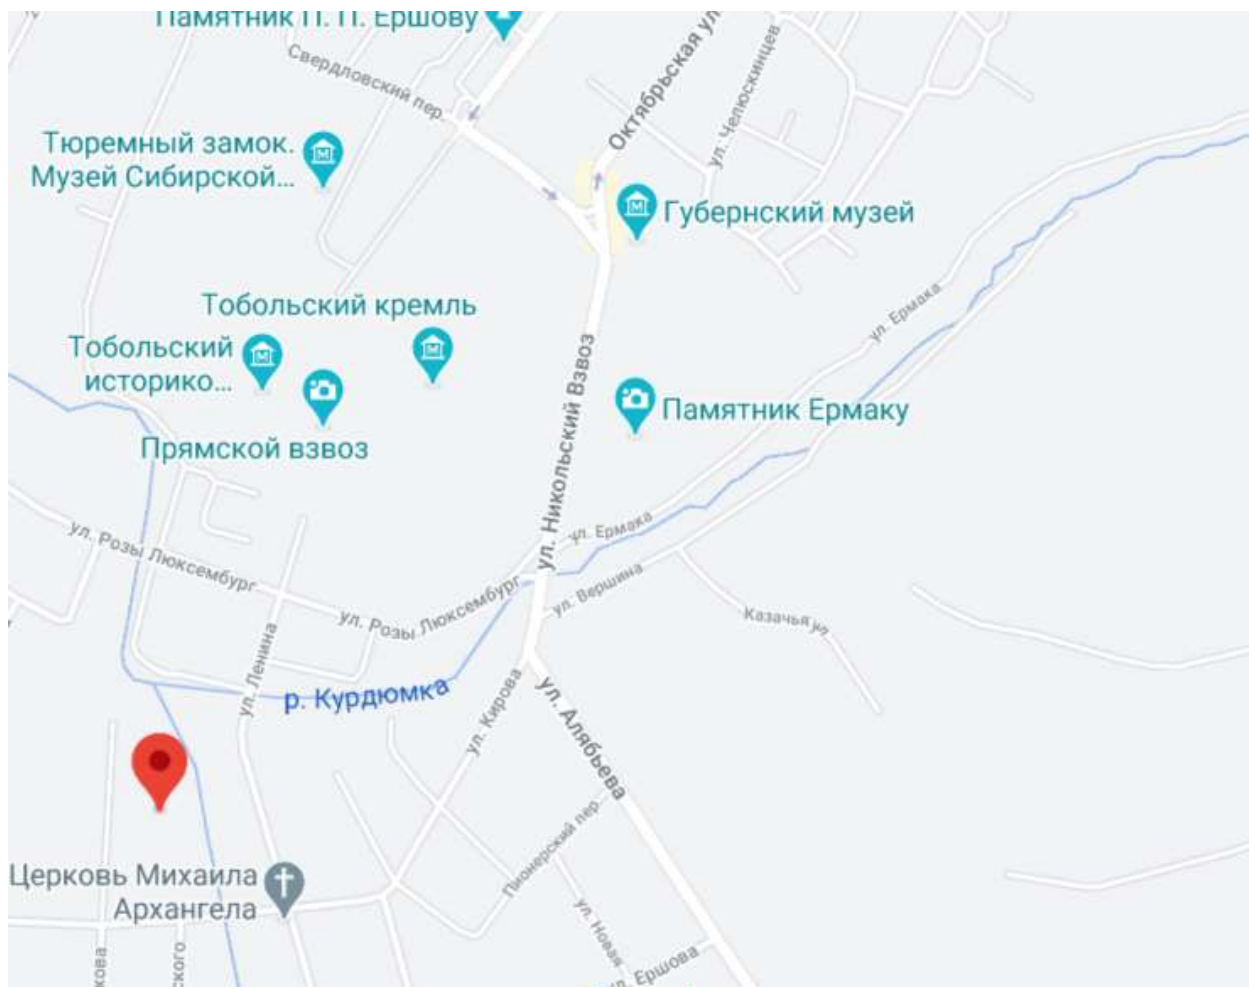 Памятник П. П. Ершову
Свердловский пер.
Октябрьская ул
ул. Челюскинцев
Тюремный замок.
Музей Сибирской...
Губернский музей
Тобольский кремль
ул. Ермака
Тобольский
историко...
Памятник Ермаку
Прямской взвоз
ул. Никольский Взвоз
ул. Ермака
ул. Розы Люксембург
ул. Розы Люксембург
ул. Вершина
Казачья ул.
ул. Ленина
р. Курдюмка
ул. Кирова
ул. Алябьева
Пионерский пер.
Церковь Михаила
Архангела
ул. Новая
ул. Ершова
кова
ского